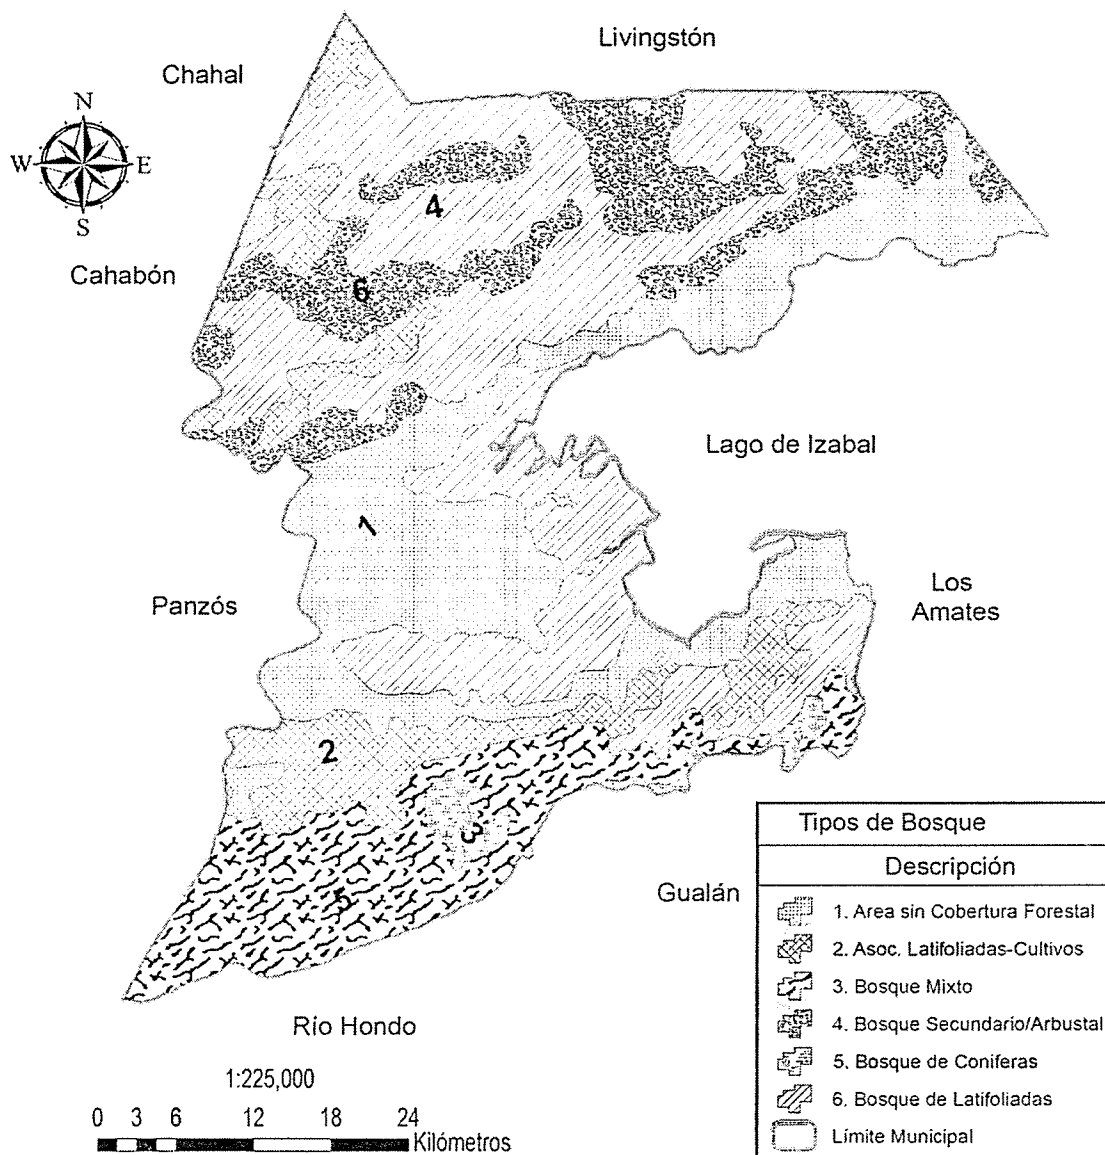 Livingstón
Chahal
N
W E
S
4
Cahabón
6
Lago de Izabal
1
Panzós
Los
Amates
2
3
5
Gualán
Río Hondo
1:225,000
0 3 6 12 18 24
Kilómetros
Tipos de Bosque
Descripción
1. Area sin Cobertura Forestal
2. Asoc. Latifoliadas-Cultivos
3. Bosque Mixto
4. Bosque Secundario/Arbustal
5. Bosque de Coniferas
6. Bosque de Latifoliadas
Límite Municipal